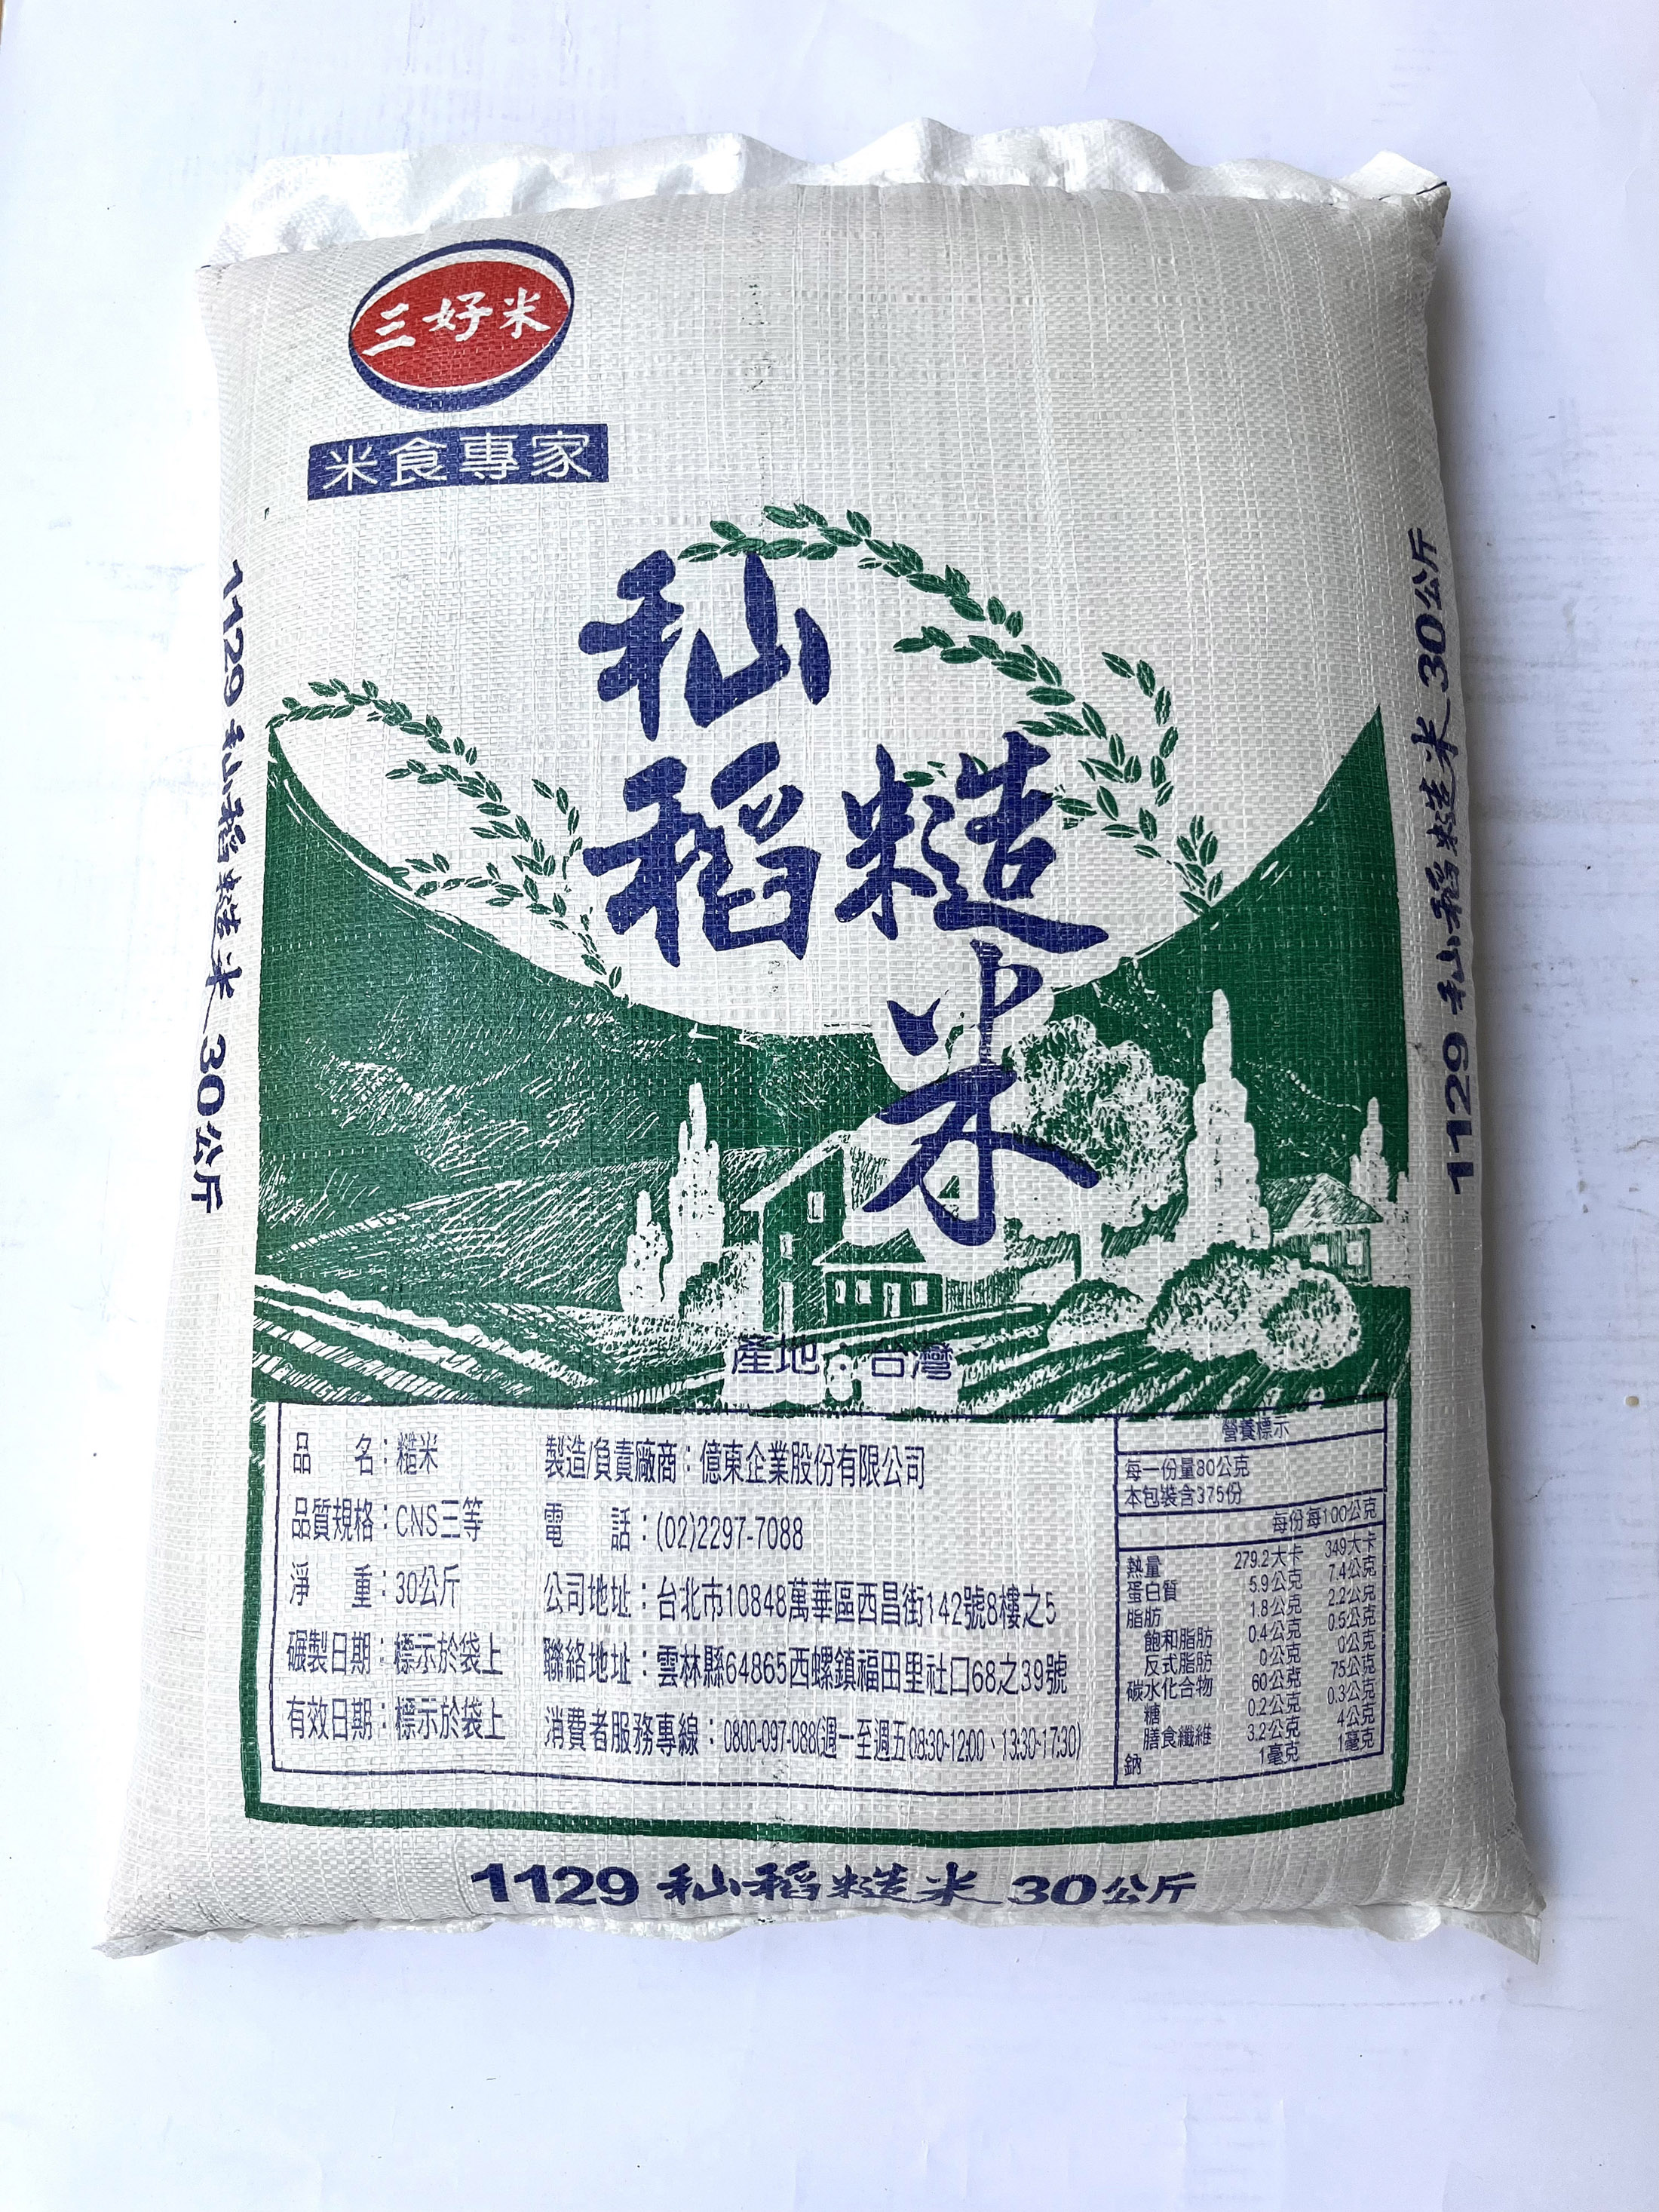 三好米
米食專家
秈稻
糙米
產地：台灣
品　名：糙米
品質規格：CNS三等
淨　重：30公斤
碾製日期：標示於袋上
有效日期：標示於袋上
製造/負責廠商：億東企業股份有限公司
電　話：(02)2297-7088
公司地址：台北市10848萬華區西昌街142號8樓之5
聯絡地址：雲林縣64865西螺鎮福田里社口68之39號
消費者服務專線：0800-097-088(週一至週五08:30-12:00、13:30-17:30)
營養標示
每一份量80公克
本包裝含375份
每份 每100公克
熱量 279.2大卡 349大卡
蛋白質 5.9公克 7.4公克
脂肪 1.8公克 2.2公克
飽和脂肪 0.4公克 0.5公克
反式脂肪 0公克 0公克
碳水化合物 60公克 75公克
糖 0.2公克 0.3公克
膳食纖維 3.2公克 4公克
鈉 1毫克 1毫克
1129 秈稻糙米 30公斤
1129 秈稻糙米 30公斤
1129 秈稻糙米 30公斤